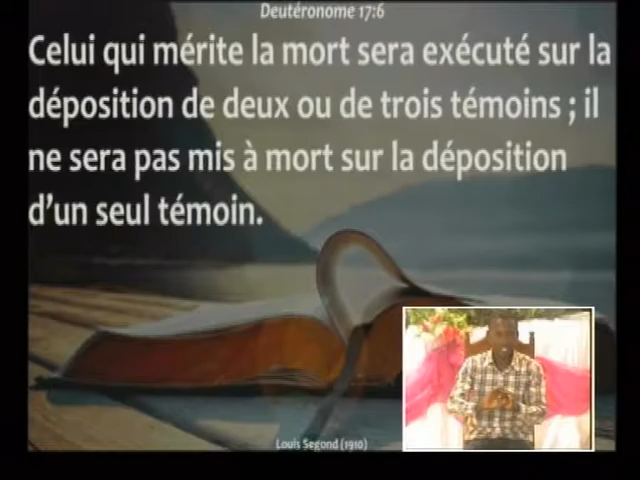 Deutéronome 17:6
Celui qui mérite la mort sera exécuté sur la
déposition de deux ou de trois témoins ; il
ne sera pas mis à mort sur la déposition
d’un seul témoin.
Louis Segond (1910)